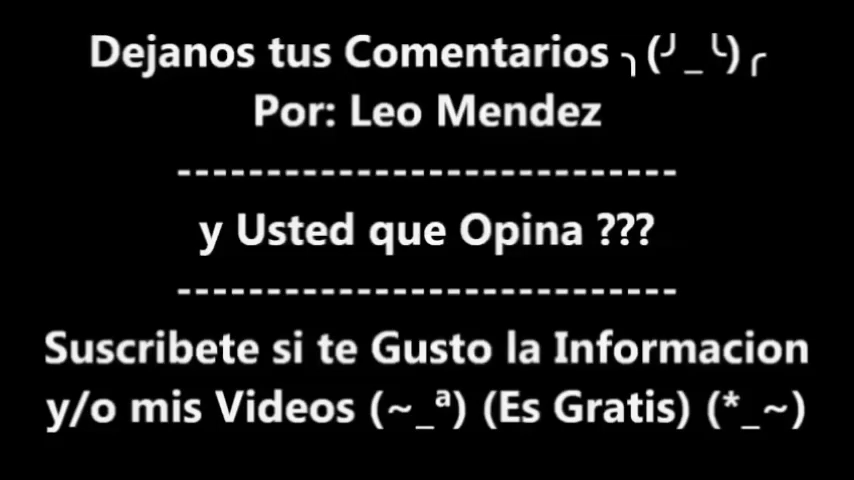 Dejanos tus Comentarios ╮(╯_╰)╭
Por: Leo Mendez
----------------------------
y Usted que Opina ???
----------------------------
Suscribete si te Gusto la Informacion
y/o mis Videos (~_ª) (Es Gratis) (*_~)